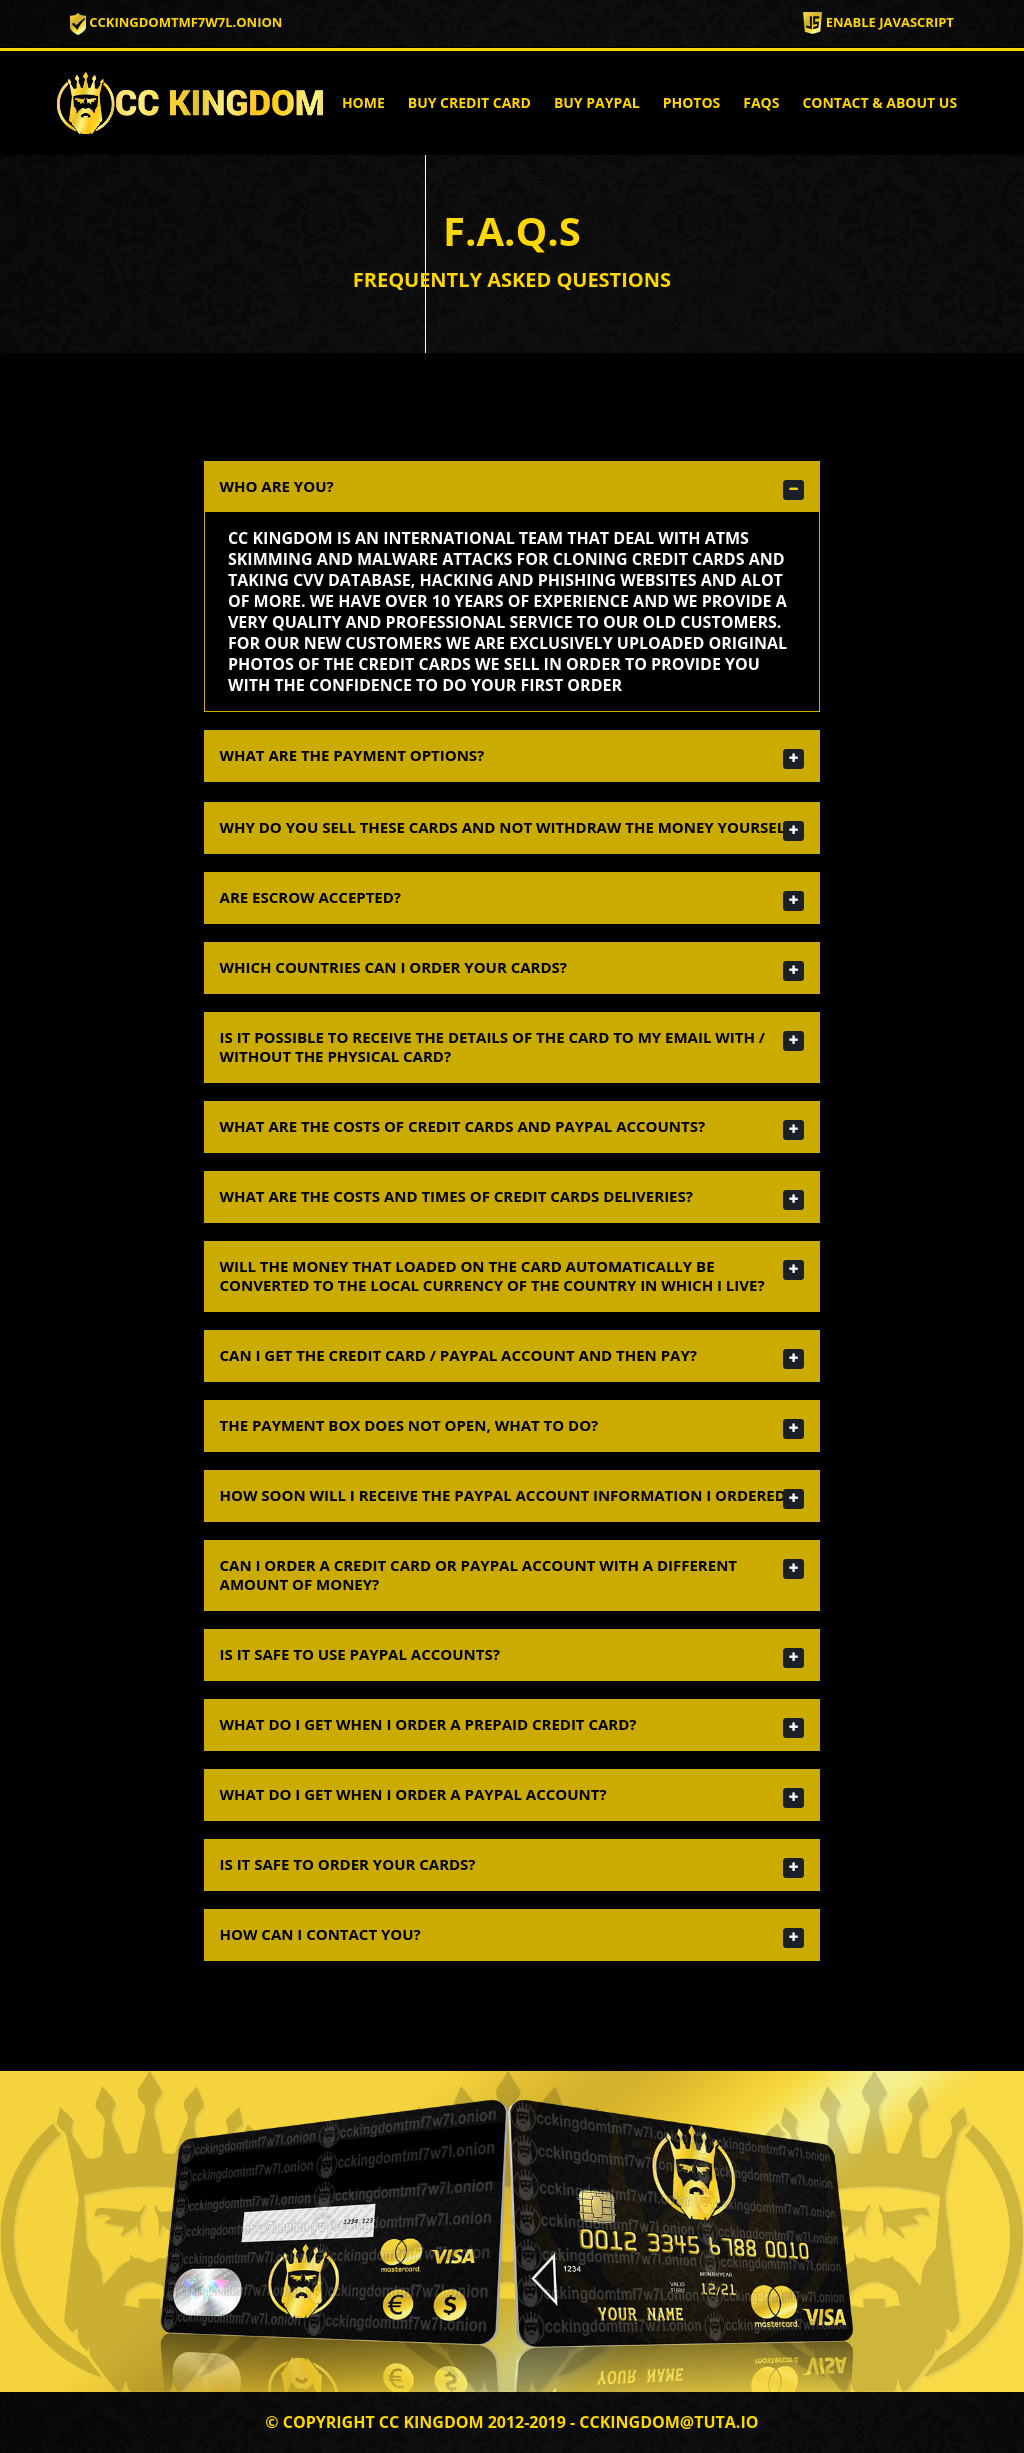 CCKINGDOMTMF7W7L.ONION
ENABLE JAVASCRIPT
CC KINGDOM
HOME
BUY CREDIT CARD
BUY PAYPAL
PHOTOS
FAQS
CONTACT & ABOUT US
F.A.Q.S
FREQUENTLY ASKED QUESTIONS
WHO ARE YOU?
CC KINGDOM IS AN INTERNATIONAL TEAM THAT DEAL WITH ATMS
SKIMMING AND MALWARE ATTACKS FOR CLONING CREDIT CARDS AND
TAKING CVV DATABASE, HACKING AND PHISHING WEBSITES AND ALOT
OF MORE. WE HAVE OVER 10 YEARS OF EXPERIENCE AND WE PROVIDE A
VERY QUALITY AND PROFESSIONAL SERVICE TO OUR OLD CUSTOMERS.
FOR OUR NEW CUSTOMERS WE ARE EXCLUSIVELY UPLOADED ORIGINAL
PHOTOS OF THE CREDIT CARDS WE SELL IN ORDER TO PROVIDE YOU
WITH THE CONFIDENCE TO DO YOUR FIRST ORDER
WHAT ARE THE PAYMENT OPTIONS?
WHY DO YOU SELL THESE CARDS AND NOT WITHDRAW THE MONEY YOURSEL
ARE ESCROW ACCEPTED?
WHICH COUNTRIES CAN I ORDER YOUR CARDS?
IS IT POSSIBLE TO RECEIVE THE DETAILS OF THE CARD TO MY EMAIL WITH /
WITHOUT THE PHYSICAL CARD?
WHAT ARE THE COSTS OF CREDIT CARDS AND PAYPAL ACCOUNTS?
WHAT ARE THE COSTS AND TIMES OF CREDIT CARDS DELIVERIES?
WILL THE MONEY THAT LOADED ON THE CARD AUTOMATICALLY BE
CONVERTED TO THE LOCAL CURRENCY OF THE COUNTRY IN WHICH I LIVE?
CAN I GET THE CREDIT CARD / PAYPAL ACCOUNT AND THEN PAY?
THE PAYMENT BOX DOES NOT OPEN, WHAT TO DO?
HOW SOON WILL I RECEIVE THE PAYPAL ACCOUNT INFORMATION I ORDERED
CAN I ORDER A CREDIT CARD OR PAYPAL ACCOUNT WITH A DIFFERENT
AMOUNT OF MONEY?
IS IT SAFE TO USE PAYPAL ACCOUNTS?
WHAT DO I GET WHEN I ORDER A PREPAID CREDIT CARD?
WHAT DO I GET WHEN I ORDER A PAYPAL ACCOUNT?
IS IT SAFE TO ORDER YOUR CARDS?
HOW CAN I CONTACT YOU?
cckingdomtmf7w7l.onion
1234 123
mastercard
VISA
€
$
0012 3345 6788 0010
1234
MONTH/YEAR
VALID
THRU
12/21
YOUR NAME
mastercard
VISA
© COPYRIGHT CC KINGDOM 2012-2019 - CCKINGDOM@TUTA.IO